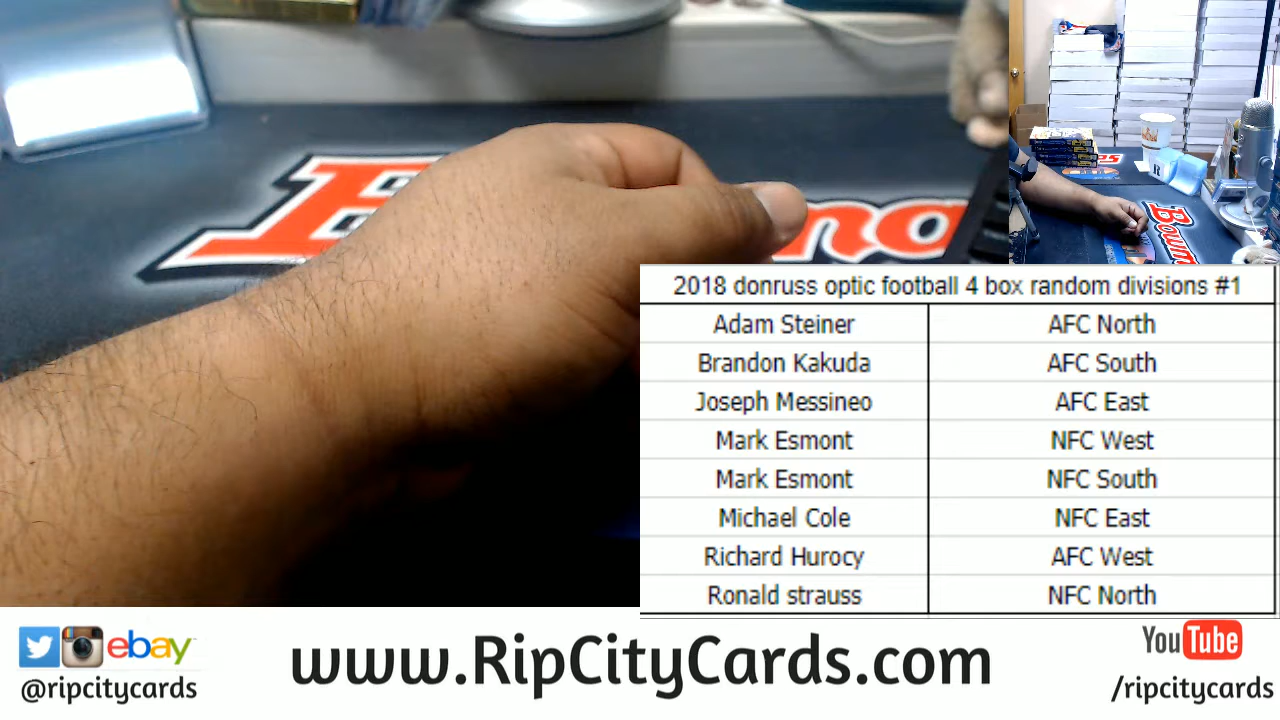 2018 donruss optic football 4 box random divisions #1
Adam Steiner AFC North
Brandon Kakuda AFC South
Joseph Messineo AFC East
Mark Esmont NFC West
Mark Esmont NFC South
Michael Cole NFC East
Richard Hurocy AFC West
Ronald strauss NFC North
ebay
@ripcitycards
www.RipCityCards.com
YouTube
/ripcitycards